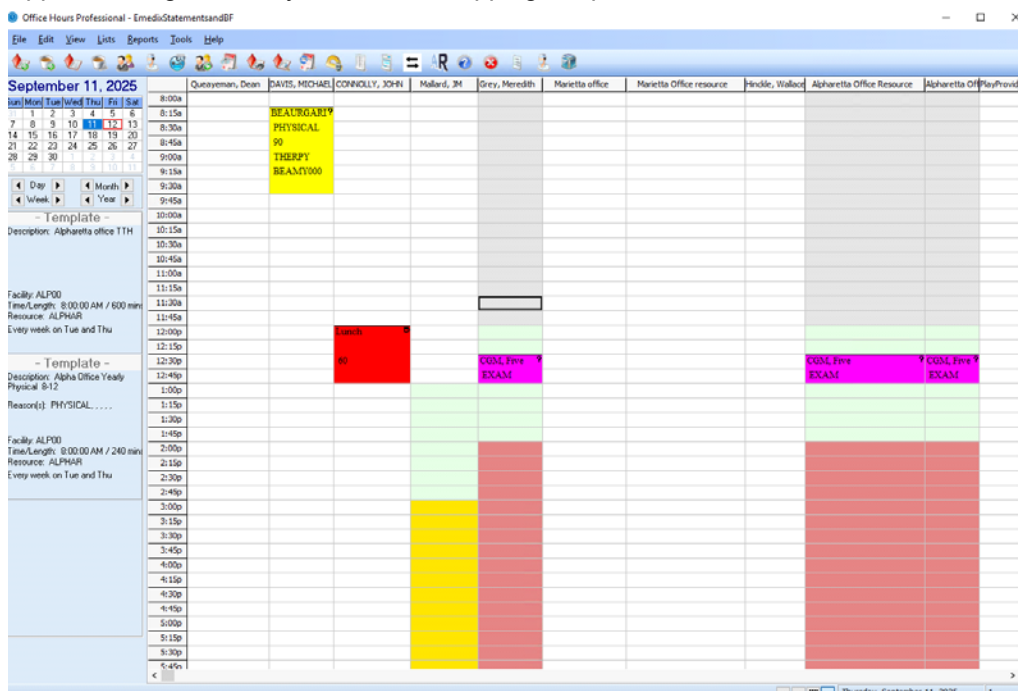 Office Hours Professional - EmedixStatementsandBF
File Edit View Lists Reports Tools Help
September 11, 2025
Sun Mon Tue Wed Thu Fri Sat
31 1 2 3 4 5 6
7 8 9 10 11 12 13
14 15 16 17 18 19 20
21 22 23 24 25 26 27
28 29 30 1 2 3 4
5 6 7 8 9 10 11
Day Month
Week Year
- Template -
Description: Alpharetta office TTH
Facility: ALP00
Time/Length: 8:00:00 AM / 600 min
Resource: ALPHAR
Every week on Tue and Thu
- Template -
Description: Alpha Office Yearly
Physical 8-12
Reason(s): PHYSICAL. . . . .
Facility: ALP00
Time/Length: 8:00:00 AM / 240 min
Resource: ALPHAR
Every week on Tue and Thu
Queayeman, Dean DAVIS, MICHAEL CONNOLLY, JOHN Mallard, JM Grey, Meredith Marietta office Marietta Office resource Hinckle, Wallace Alpharetta Office Resource Alpharetta Off PlayProvid
8:00a
8:15a BEAURGARI ?
8:30a PHYSICAL
8:45a 90
9:00a THERPY
9:15a BEAMY000
9:30a
9:45a
10:00a
10:15a
10:30a
10:45a
11:00a
11:15a
11:30a
11:45a
12:00p Lunch
12:15p
12:30p 60 CGM, Five ? CGM, Five ? CGM, Five ?
12:45p EXAM EXAM EXAM
1:00p
1:15p
1:30p
1:45p
2:00p
2:15p
2:30p
2:45p
3:00p
3:15p
3:30p
3:45p
4:00p
4:15p
4:30p
4:45p
5:00p
5:15p
5:30p
5:45p